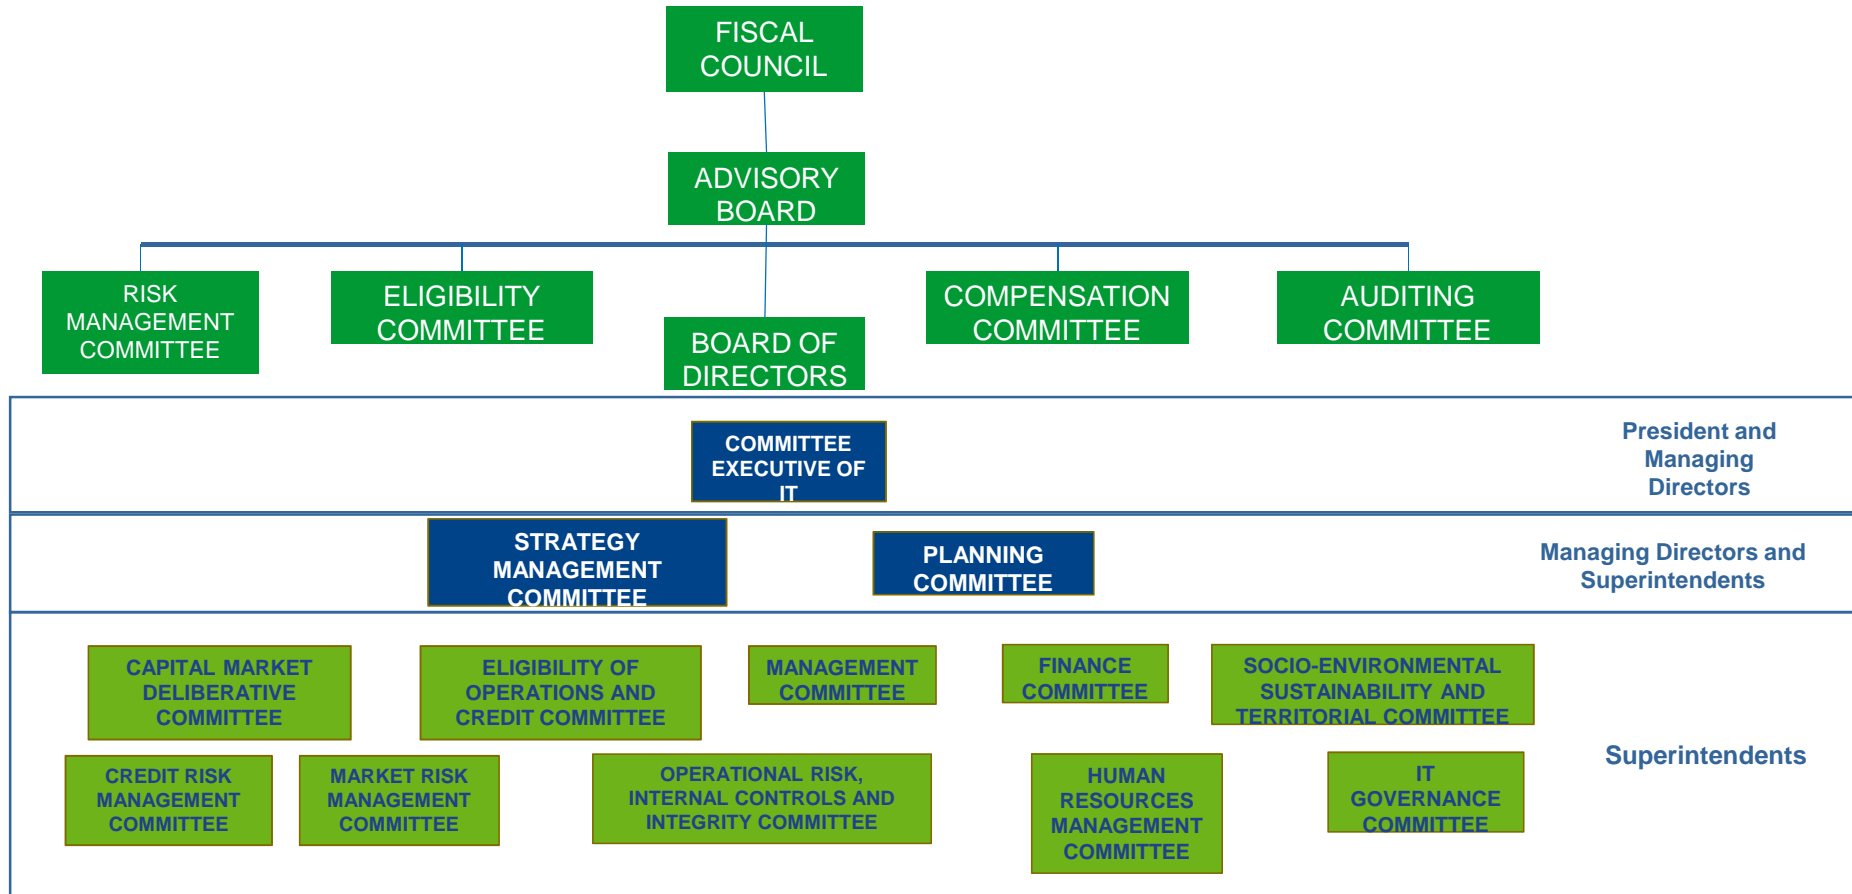 FISCAL
COUNCIL
ADVISORY
BOARD
RISK
MANAGEMENT
COMMITTEE
ELIGIBILITY
COMMITTEE
BOARD OF
DIRECTORS
COMPENSATION
COMMITTEE
AUDITING
COMMITTEE
COMMITTEE
EXECUTIVE OF
IT
President and
Managing
Directors
STRATEGY
MANAGEMENT
COMMITTEE
PLANNING
COMMITTEE
Managing Directors and
Superintendents
CAPITAL MARKET
DELIBERATIVE
COMMITTEE
ELIGIBILITY OF
OPERATIONS AND
CREDIT COMMITTEE
MANAGEMENT
COMMITTEE
FINANCE
COMMITTEE
SOCIO-ENVIRONMENTAL
SUSTAINABILITY AND
TERRITORIAL COMMITTEE
CREDIT RISK
MANAGEMENT
COMMITTEE
MARKET RISK
MANAGEMENT
COMMITTEE
OPERATIONAL RISK,
INTERNAL CONTROLS AND
INTEGRITY COMMITTEE
HUMAN
RESOURCES
MANAGEMENT
COMMITTEE
IT
GOVERNANCE
COMMITTEE
Superintendents